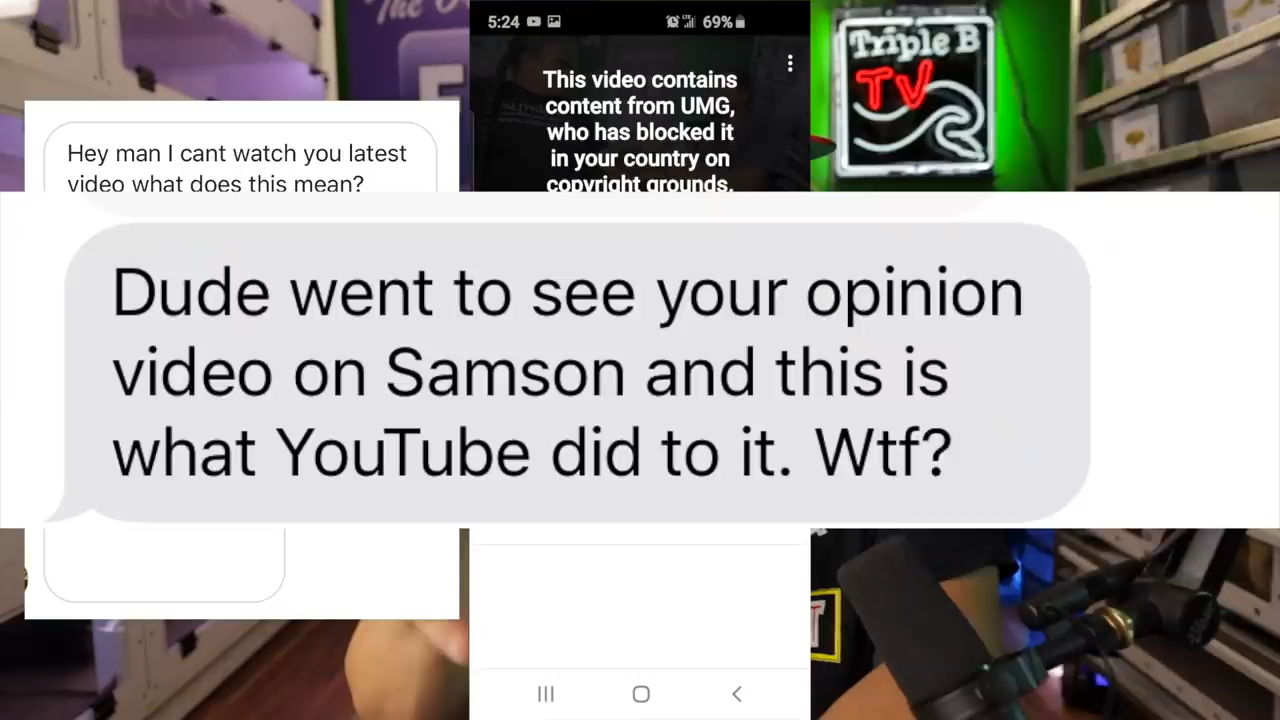 The
5:24
69%
This video contains
content from UMG,
who has blocked it
in your country on
copyright grounds.
Triple B
TV
Hey man I cant watch you latest
video what does this mean?
Dude went to see your opinion
video on Samson and this is
what YouTube did to it. Wtf?